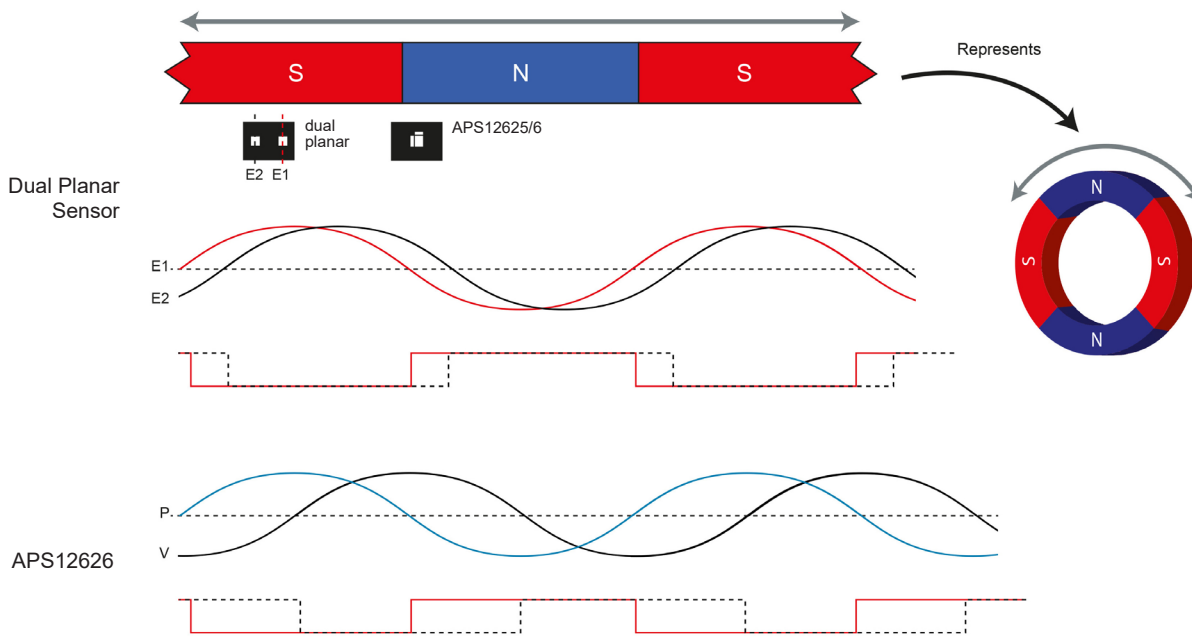 S N S
Represents
dual
planar
APS12625/6
E2 E1
Dual Planar
Sensor
N
S
S
N
E1
E2
P
V
APS12626